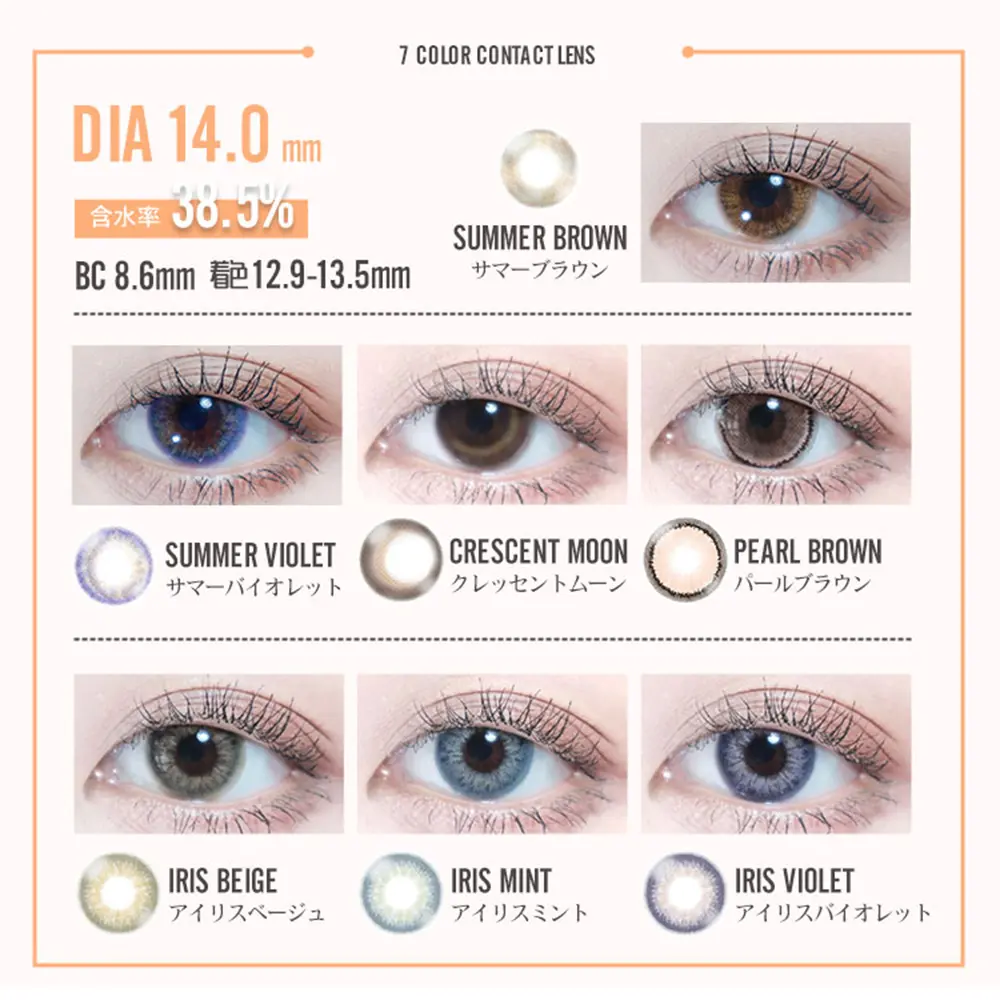 7 COLOR CONTACT LENS
DIA 14.0 mm
含水率 38.5%
BC 8.6mm 着色12.9-13.5mm
SUMMER BROWN
サマーブラウン
SUMMER VIOLET
サマーバイオレット
CRESCENT MOON
クレッセントムーン
PEARL BROWN
パールブラウン
IRIS BEIGE
アイリスベージュ
IRIS MINT
アイリスミント
IRIS VIOLET
アイリスバイオレット